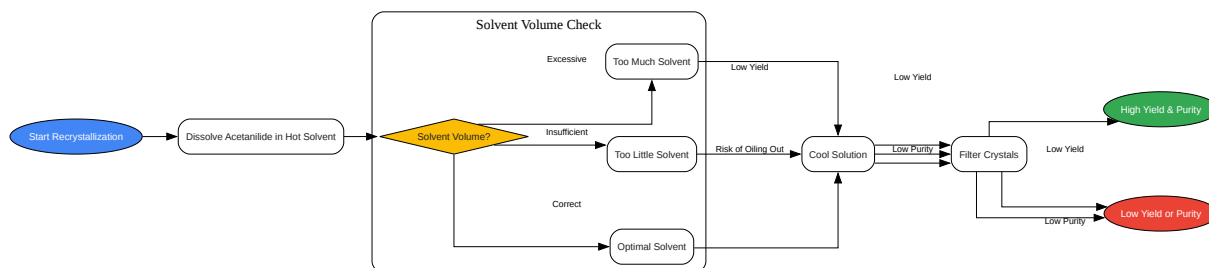 Solvent Volume Check
Excessive
Too Much Solvent
Low Yield
Low Yield
Start Recrystallization
Dissolve Acetanilide in Hot Solvent
Solvent Volume?
Insufficient
Too Little Solvent
Risk of Oiling Out
Cool Solution
Low Purity
Filter Crystals
High Yield & Purity
Low Yield
Correct
Optimal Solvent
Low Yield or Purity
Low Purity